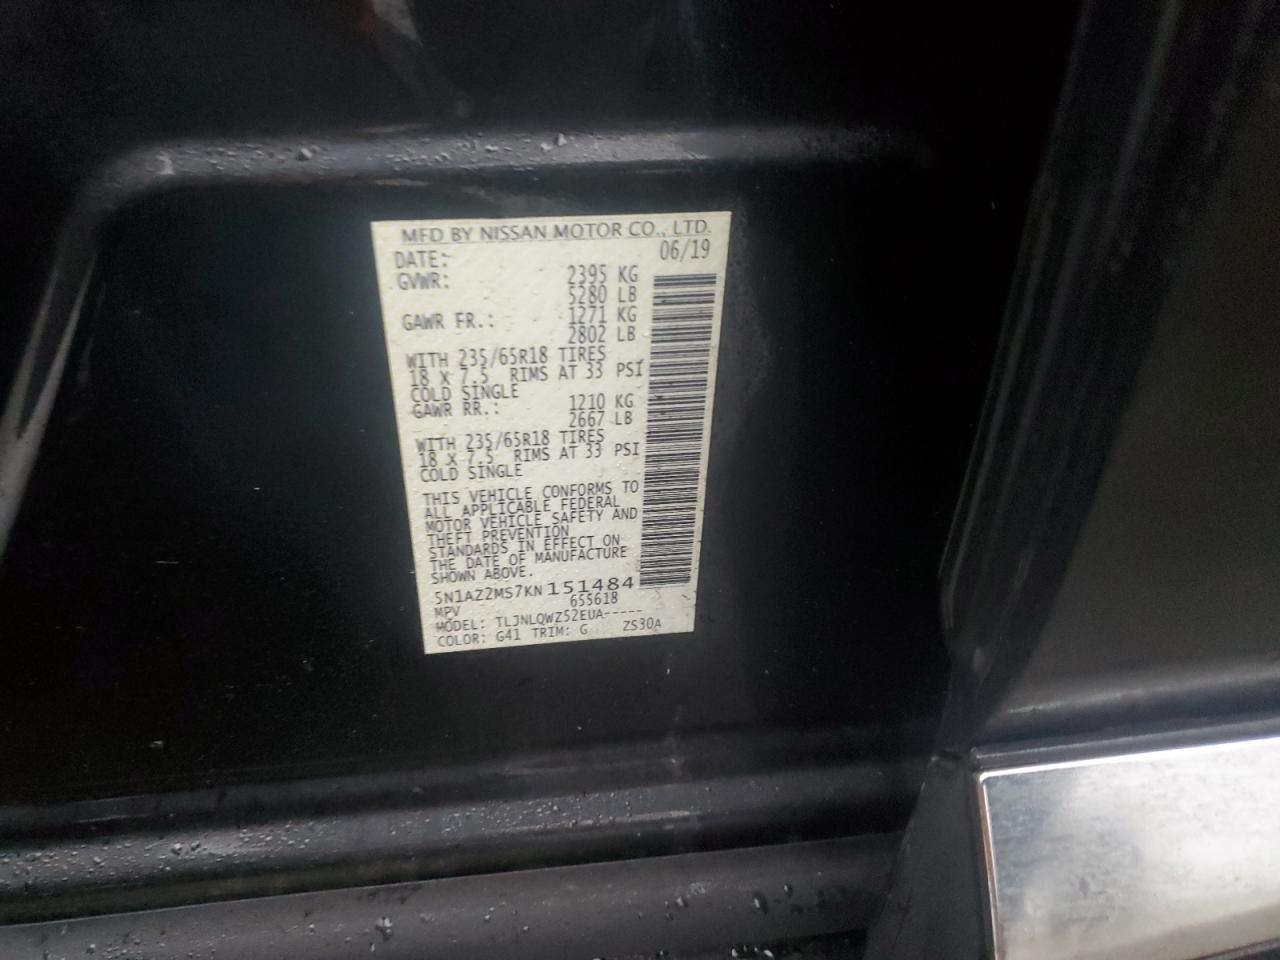 MFD BY NISSAN MOTOR CO., LTD.
DATE: 06/19
GVWR: 2395 KG
5280 LB
GAWR FR.: 1271 KG
2802 LB
WITH 235/65R18 TIRES
18 X 7.5 RIMS AT 33 PSI
COLD SINGLE
GAWR RR.: 1210 KG
2667 LB
WITH 235/65R18 TIRES
18 X 7.5 RIMS AT 33 PSI
COLD SINGLE
THIS VEHICLE CONFORMS TO
ALL APPLICABLE FEDERAL
MOTOR VEHICLE SAFETY AND
THEFT PREVENTION
STANDARDS IN EFFECT ON
THE DATE OF MANUFACTURE
SHOWN ABOVE.
5N1AZ2MS7KN151484
MPV 655618
MODEL: TLJNLQWZ52EUA-----
COLOR: G41 TRIM: G ZS30A